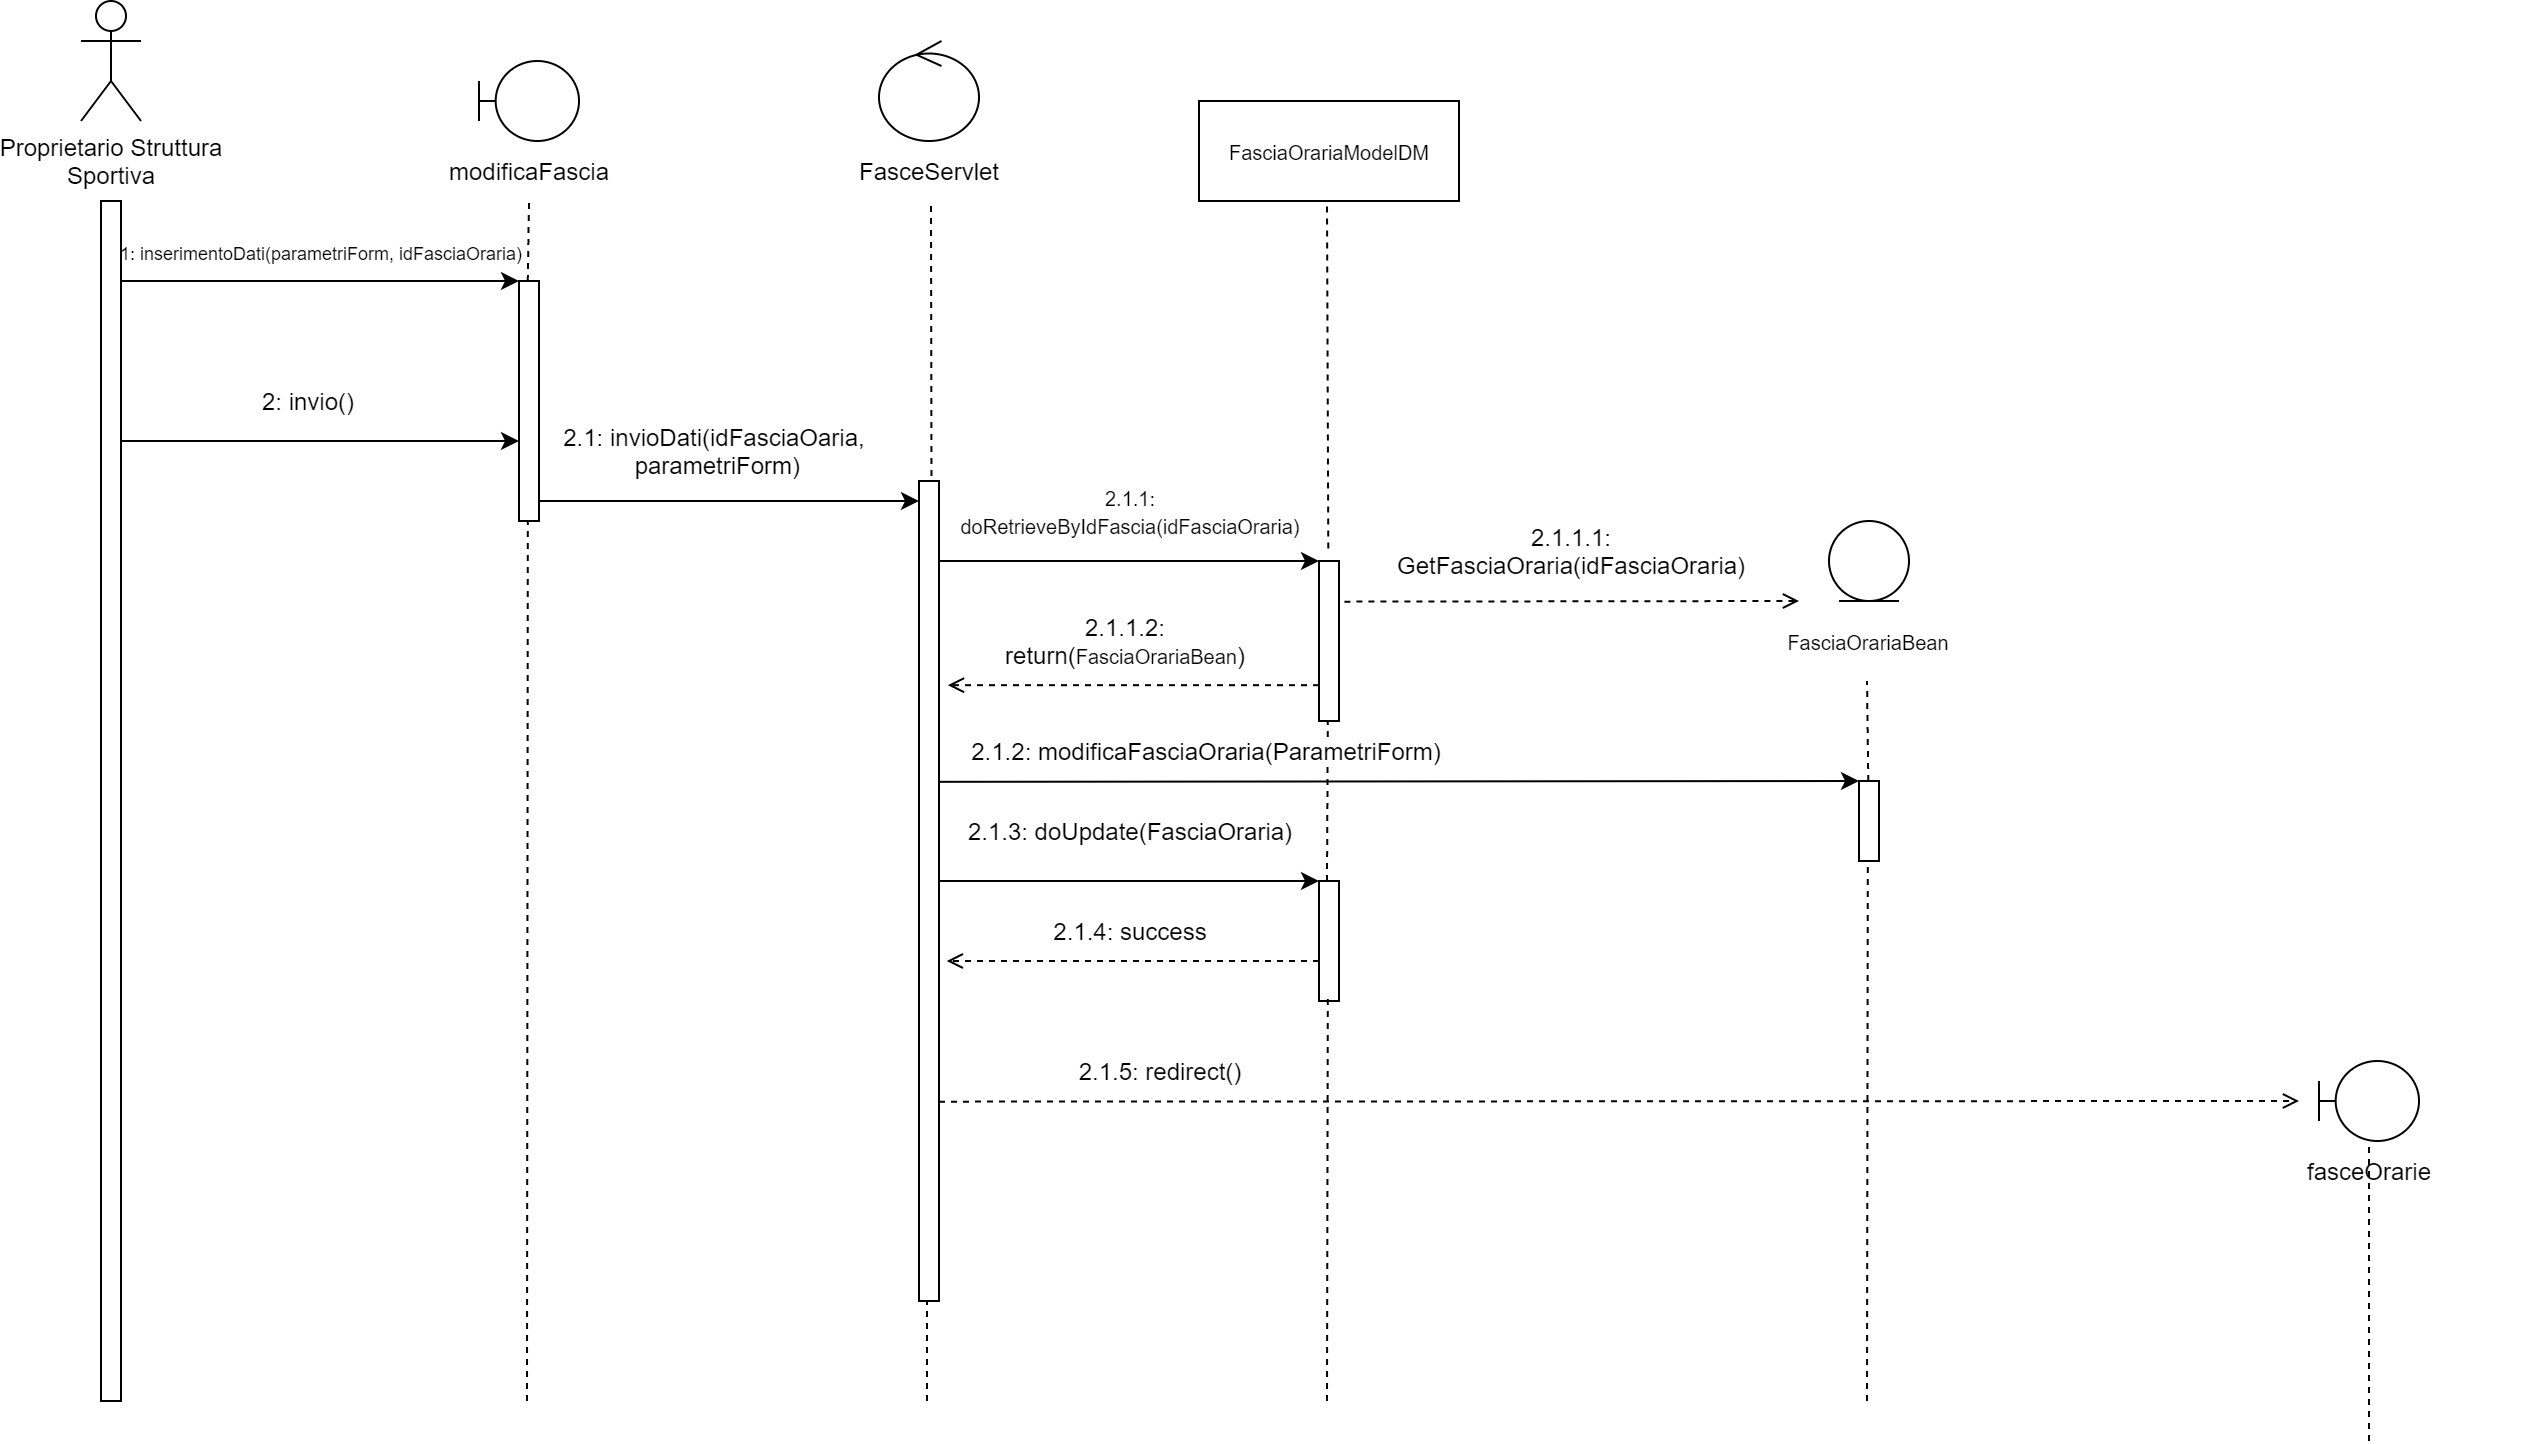 Proprietario Struttura
Sportiva
modificaFascia
FasceServlet
FasciaOrariaModelDM
1: inserimentoDati(parametriForm, idFasciaOraria)
2: invio()
2.1: invioDati(idFasciaOaria,
parametriForm)
2.1.1:
doRetrieveByIdFascia(idFasciaOraria)
2.1.1.1:
GetFasciaOraria(idFasciaOraria)
2.1.1.2:
return(FasciaOrariaBean)
FasciaOrariaBean
2.1.2: modificaFasciaOraria(ParametriForm)
2.1.3: doUpdate(FasciaOraria)
2.1.4: success
2.1.5: redirect()
fasceOrarie